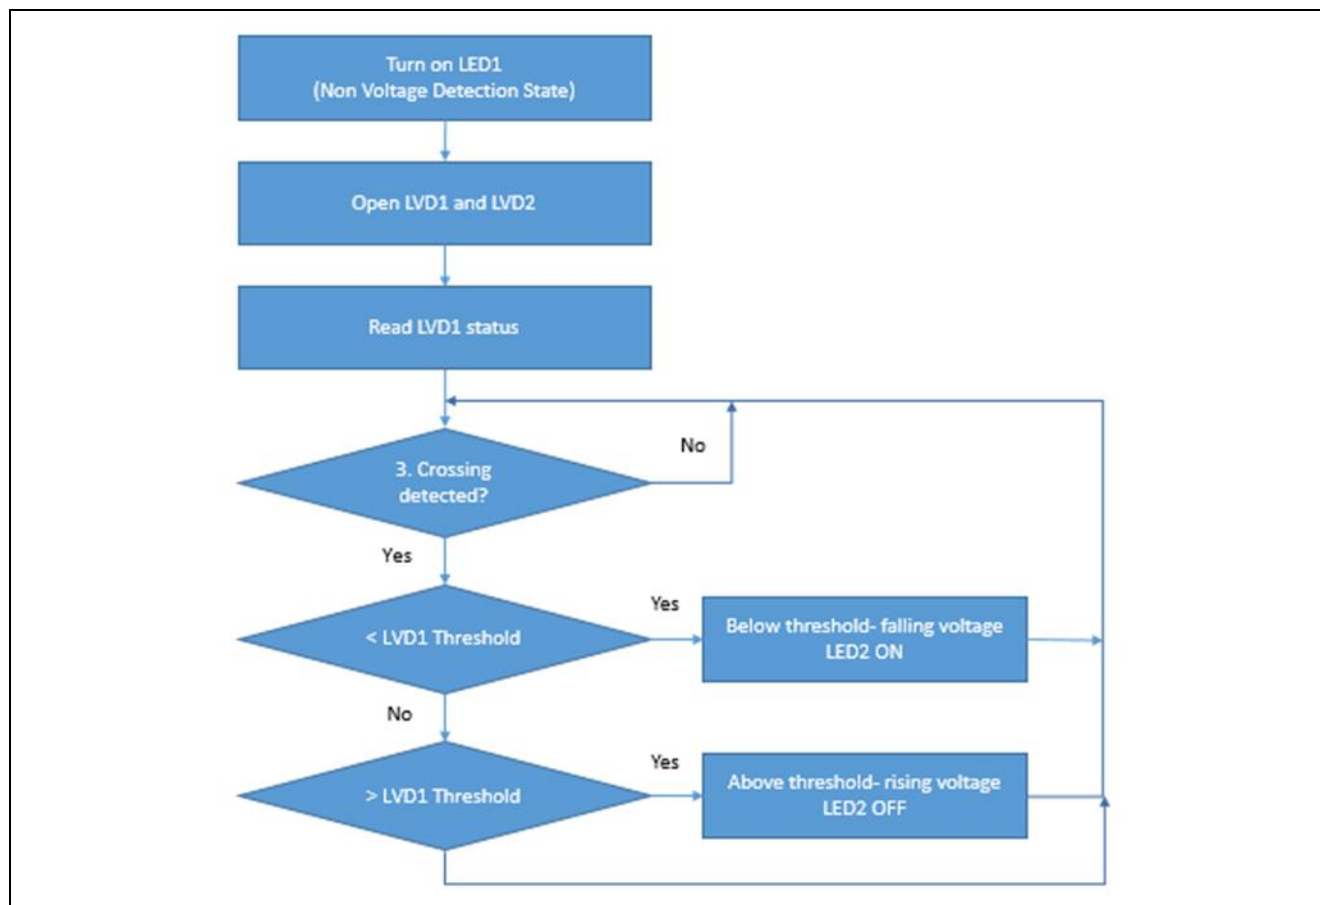 Turn on LED1
(Non Voltage Detection State)
Open LVD1 and LVD2
Read LVD1 status
3. Crossing
detected?
No
Yes
< LVD1 Threshold
Yes
Below threshold- falling voltage
LED2 ON
No
> LVD1 Threshold
Yes
Above threshold- rising voltage
LED2 OFF